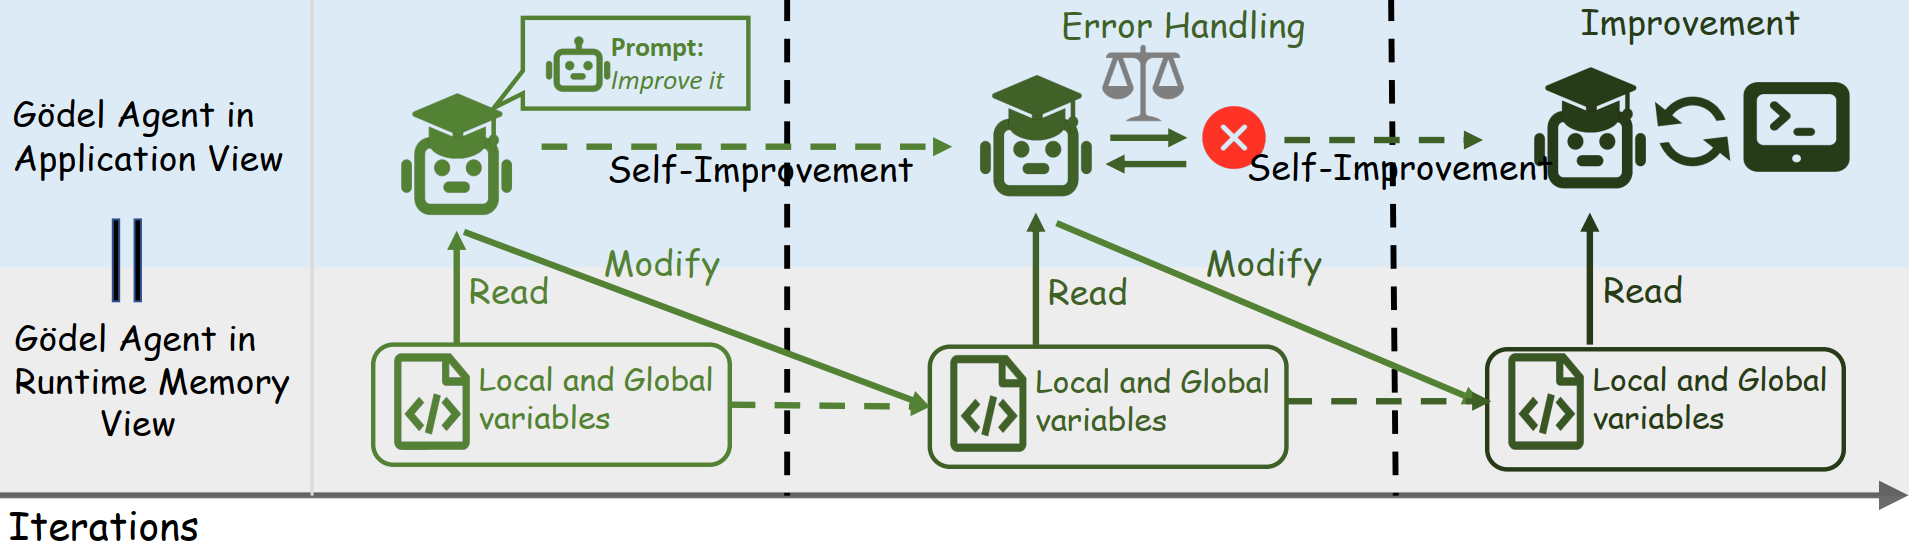 Prompt:
Improve it
Error Handling
Improvement
Gödel Agent in
Application View
Self-Improvement
Self-Improvement
Modify
Modify
Read
Read
Read
Gödel Agent in
Runtime Memory
View
Local and Global
variables
Local and Global
variables
Local and Global
variables
Iterations